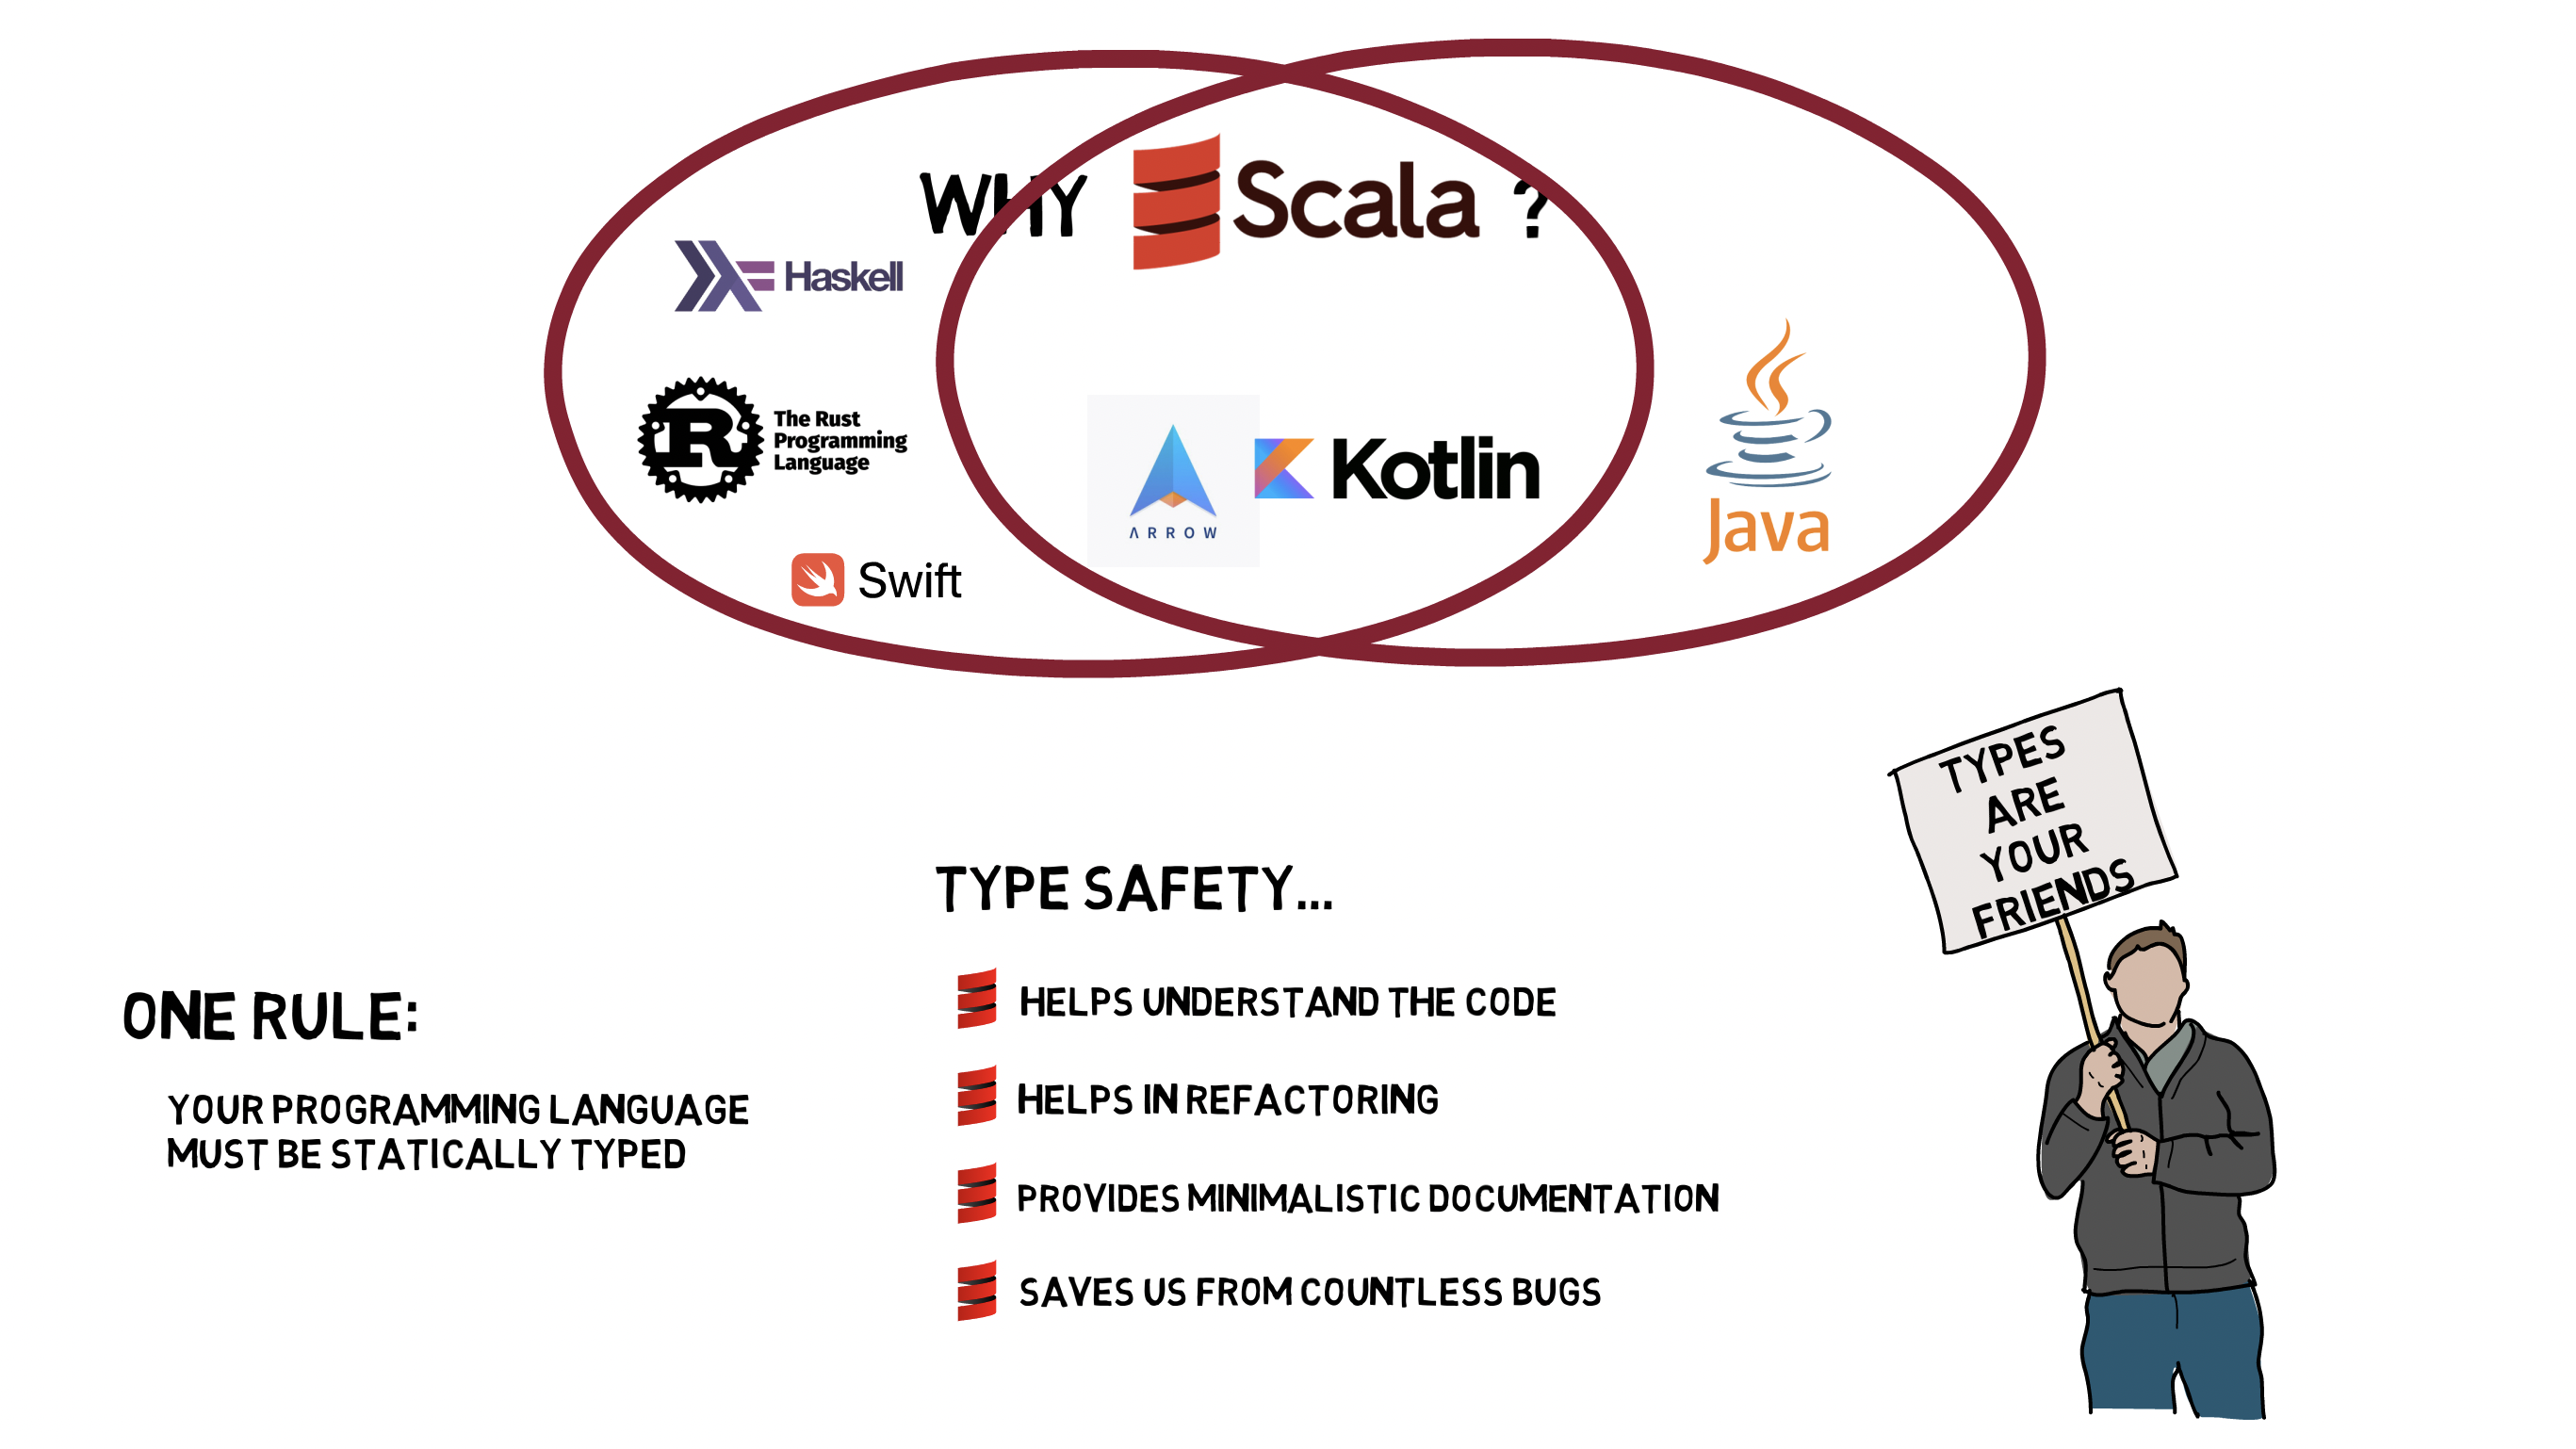 WHY Scala ?
Haskell
The Rust
Programming
Language
Swift
ARROW
Kotlin
Java
TYPES
ARE
YOUR
FRIENDS
ONE RULE:
YOUR PROGRAMMING LANGUAGE
MUST BE STATICALLY TYPED
TYPE SAFETY...
HELPS UNDERSTAND THE CODE
HELPS IN REFACTORING
PROVIDES MINIMALISTIC DOCUMENTATION
SAVES US FROM COUNTLESS BUGS